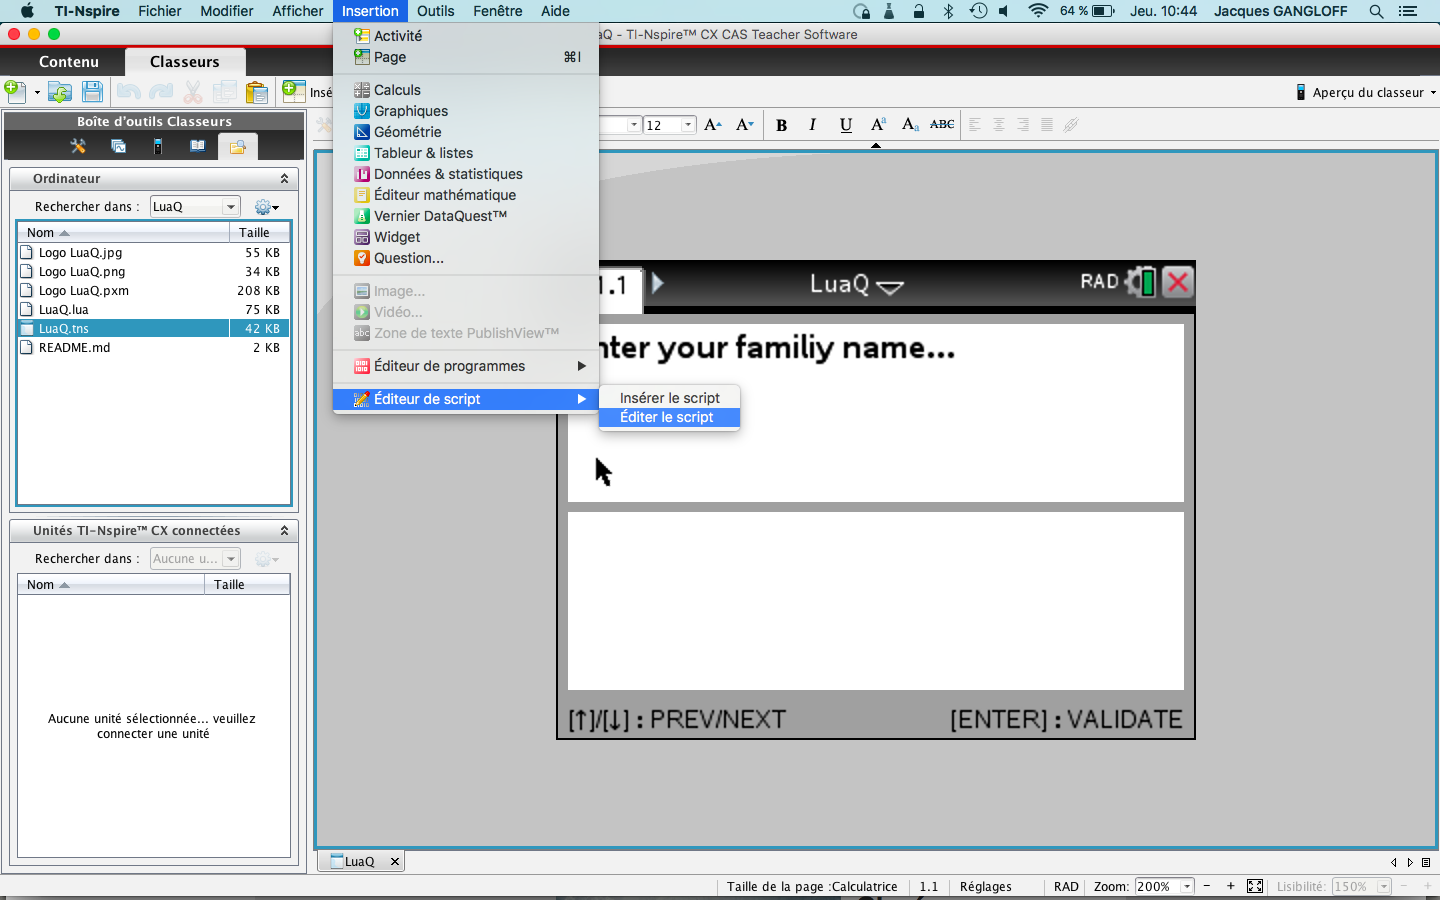 TI-Nspire Fichier Modifier Afficher Insertion Outils Fenêtre Aide 64 % Jeu. 10:44 Jacques GANGLOFF
aQ - TI-Nspire™ CX CAS Teacher Software
Contenu Classeurs
Insé
Aperçu du classeur
Boîte d'outils Classeurs
12 B I U ABC
Ordinateur
Rechercher dans : LuaQ
Nom Taille
Logo LuaQ.jpg 55 KB
Logo LuaQ.png 34 KB
Logo LuaQ.pxm 208 KB
LuaQ.lua 75 KB
LuaQ.tns 42 KB
README.md 2 KB
Unités TI-Nspire™ CX connectées
Rechercher dans : Aucune u...
Nom Taille
Aucune unité sélectionnée... veuillez
connecter une unité
Activité
Page ⌘I
Calculs
Graphiques
Géométrie
Tableur & listes
Données & statistiques
Éditeur mathématique
Vernier DataQuest™
Widget
Question...
Image...
Vidéo...
Zone de texte PublishView™
Éditeur de programmes
Éditeur de script
Insérer le script
Éditer le script
1.1 LuaQ RAD
nter your familiy name...
[↑]/[↓] : PREV/NEXT [ENTER] : VALIDATE
LuaQ
Taille de la page :Calculatrice 1.1 Réglages RAD Zoom: 200% - + Lisibilité: 150% - +